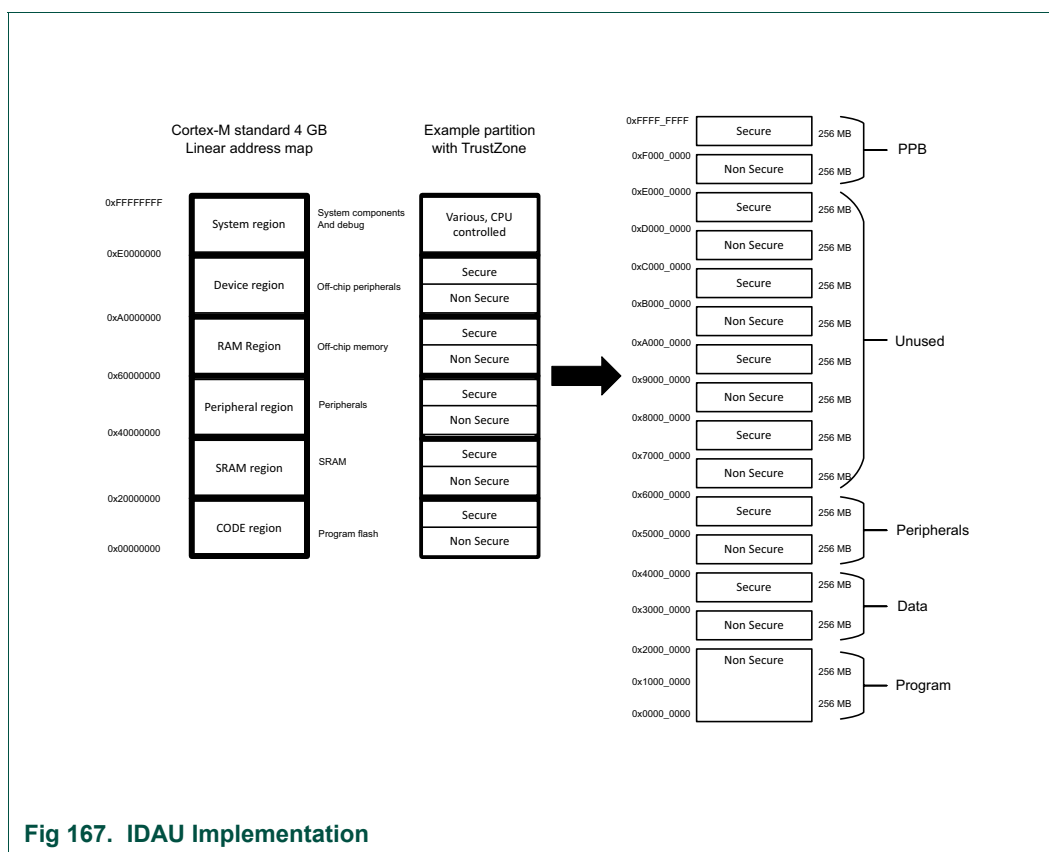 Cortex-M standard 4 GB
Linear address map
0xFFFFFFFF
System region
System components
And debug
0xE0000000
Device region
Off-chip peripherals
0xA0000000
RAM Region
Off-chip memory
0x60000000
Peripheral region
Peripherals
0x40000000
SRAM region
SRAM
0x20000000
CODE region
Program flash
0x00000000
Example partition
with TrustZone
Various, CPU
controlled
Secure
Non Secure
Secure
Non Secure
Secure
Non Secure
Secure
Non Secure
Secure
Non Secure
0xFFFF_FFFF
Secure
256 MB
0xF000_0000
Non Secure
256 MB
PPB
0xE000_0000
Secure
256 MB
0xD000_0000
Non Secure
256 MB
0xC000_0000
Secure
256 MB
0xB000_0000
Non Secure
256 MB
0xA000_0000
Secure
256 MB
0x9000_0000
Non Secure
256 MB
0x8000_0000
Secure
256 MB
0x7000_0000
Non Secure
256 MB
Unused
0x6000_0000
Secure
256 MB
0x5000_0000
Non Secure
256 MB
Peripherals
0x4000_0000
Secure
256 MB
0x3000_0000
Non Secure
256 MB
Data
0x2000_0000
Non Secure
256 MB
0x1000_0000
256 MB
0x0000_0000
Program
Fig 167. IDAU Implementation